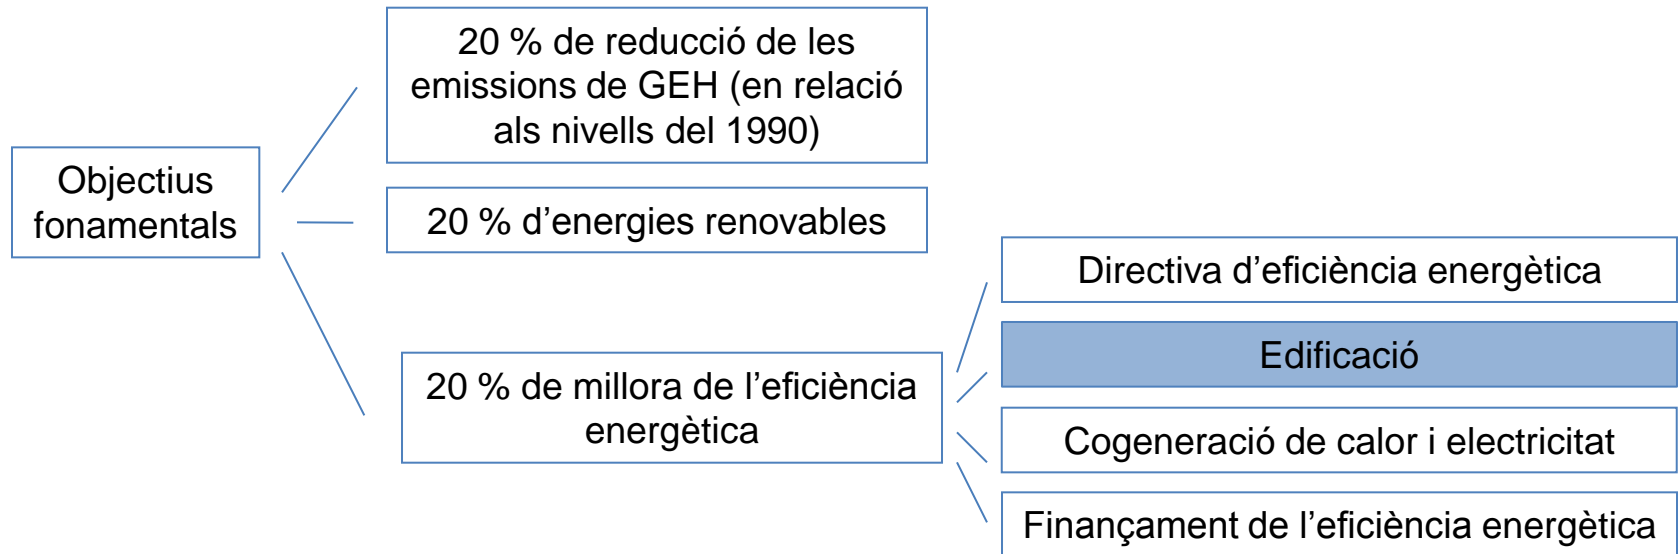 Objectius
fonamentals
20 % de reducció de les
emissions de GEH (en relació
als nivells del 1990)
20 % d’energies renovables
20 % de millora de l’eficiència
energètica
Directiva d’eficiència energètica
Edificació
Cogeneració de calor i electricitat
Finançament de l’eficiència energètica